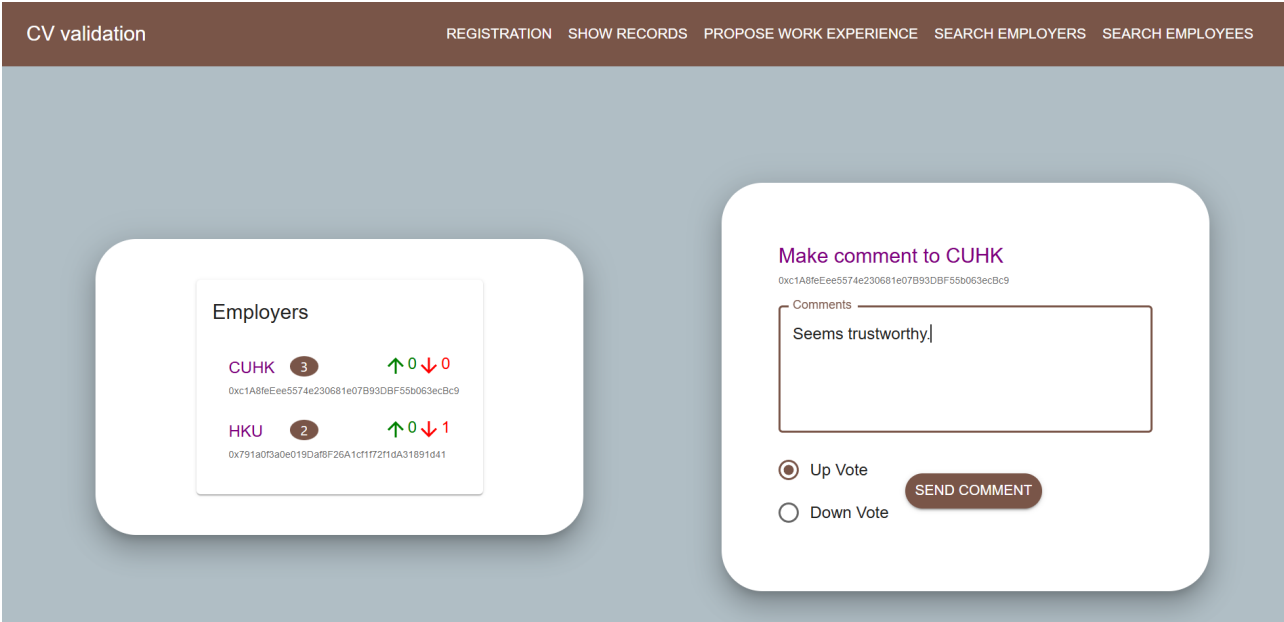 CV validation
REGISTRATION SHOW RECORDS PROPOSE WORK EXPERIENCE SEARCH EMPLOYERS SEARCH EMPLOYEES
Employers
CUHK 3 0 0
0xc1A8feEee5574e230681e07B93DBF55b063ecBc9
HKU 2 0 1
0x791a0f3a0e019Daf8F26A1cf1f72f1dA31891d41
Make comment to CUHK
0xc1A8feEee5574e230681e07B93DBF55b063ecBc9
Comments
Seems trustworthy.
Up Vote
Down Vote
SEND COMMENT